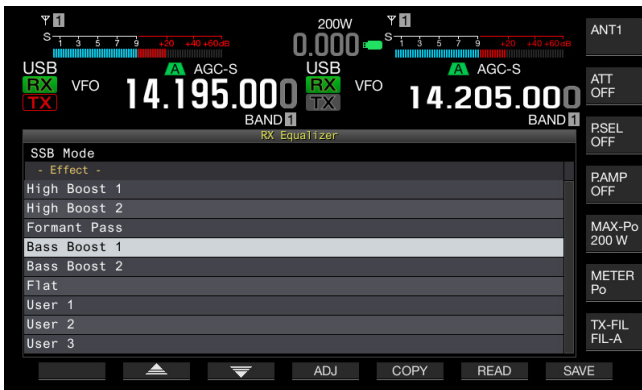 1 200W 1 ANT1
S 1 3 5 7 9 +20 +40 +60dB 0.000 S 1 3 5 7 9 +20 +40 +60dB
USB A AGC-S USB A AGC-S
RX VFO 14.195.000 RX VFO 14.205.000
TX TX
BAND 1 BAND 1
ATT
OFF
P.SEL
OFF
P.AMP
OFF
MAX-Po
200 W
METER
Po
TX-FIL
FIL-A
RX Equalizer
SSB Mode
- Effect -
High Boost 1
High Boost 2
Formant Pass
Bass Boost 1
Bass Boost 2
Flat
User 1
User 2
User 3
ADJ COPY READ SAVE